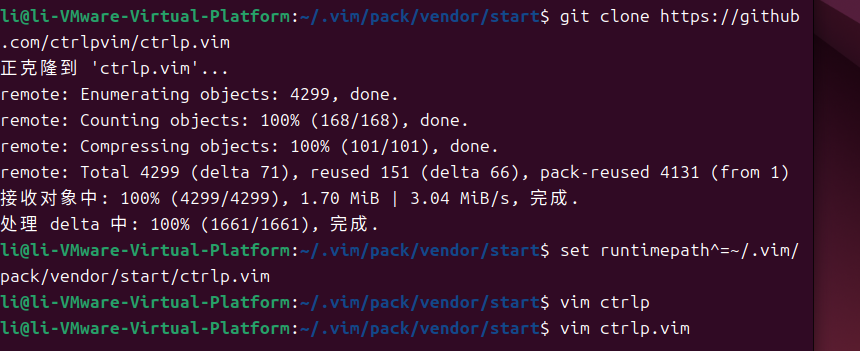 li@li-VMware-Virtual-Platform:~/.vim/pack/vendor/start$ git clone https://github
.com/ctrlpvim/ctrlp.vim
正克隆到 'ctrlp.vim'...
remote: Enumerating objects: 4299, done.
remote: Counting objects: 100% (168/168), done.
remote: Compressing objects: 100% (101/101), done.
remote: Total 4299 (delta 71), reused 151 (delta 66), pack-reused 4131 (from 1)
接收对象中: 100% (4299/4299), 1.70 MiB | 3.04 MiB/s, 完成.
处理 delta 中: 100% (1661/1661), 完成.
li@li-VMware-Virtual-Platform:~/.vim/pack/vendor/start$ set runtimepath^=~/.vim/
pack/vendor/start/ctrlp.vim
li@li-VMware-Virtual-Platform:~/.vim/pack/vendor/start$ vim ctrlp
li@li-VMware-Virtual-Platform:~/.vim/pack/vendor/start$ vim ctrlp.vim